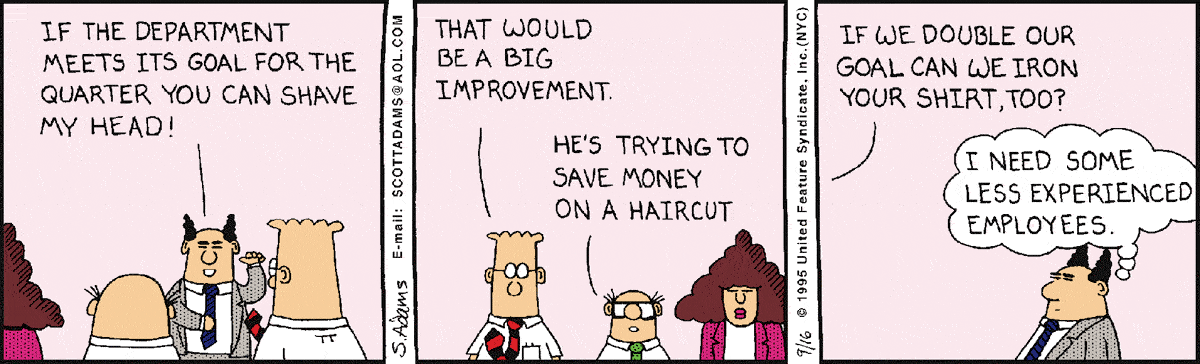 IF THE DEPARTMENT
MEETS ITS GOAL FOR THE
QUARTER YOU CAN SHAVE
MY HEAD!
S. Adams
E-mail: SCOTTADAMS@AOL.COM
THAT WOULD
BE A BIG
IMPROVEMENT.
HE'S TRYING TO
SAVE MONEY
ON A HAIRCUT
9/16 © 1995 United Feature Syndicate, Inc.(NYC)
IF WE DOUBLE OUR
GOAL CAN WE IRON
YOUR SHIRT, TOO?
I NEED SOME
LESS EXPERIENCED
EMPLOYEES.